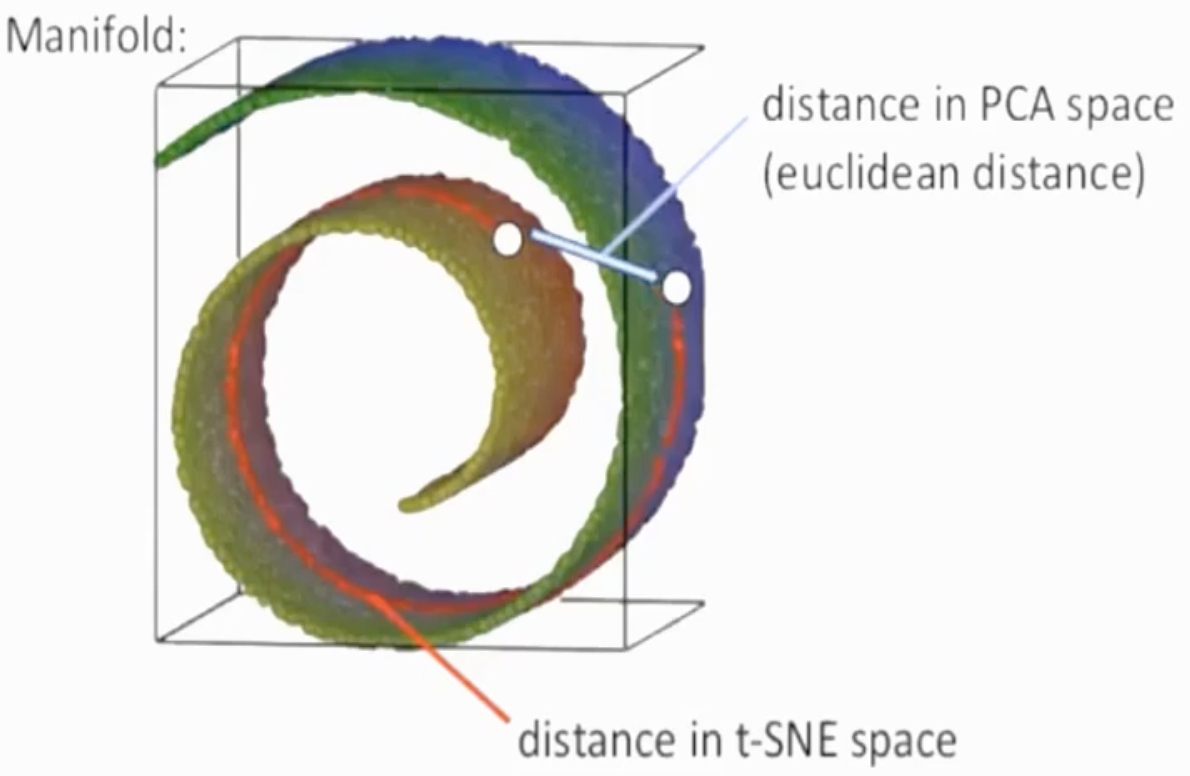 Manifold:
distance in PCA space
(euclidean distance)
distance in t-SNE space